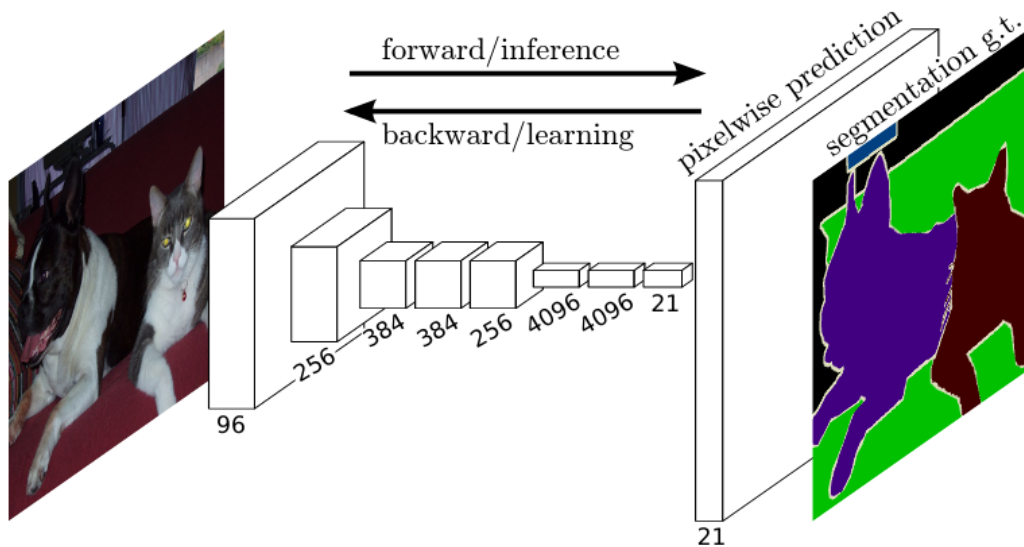 forward/inference
backward/learning
pixelwise prediction
segmentation g.t.
96
256
384
384
256
4096
4096
21
21